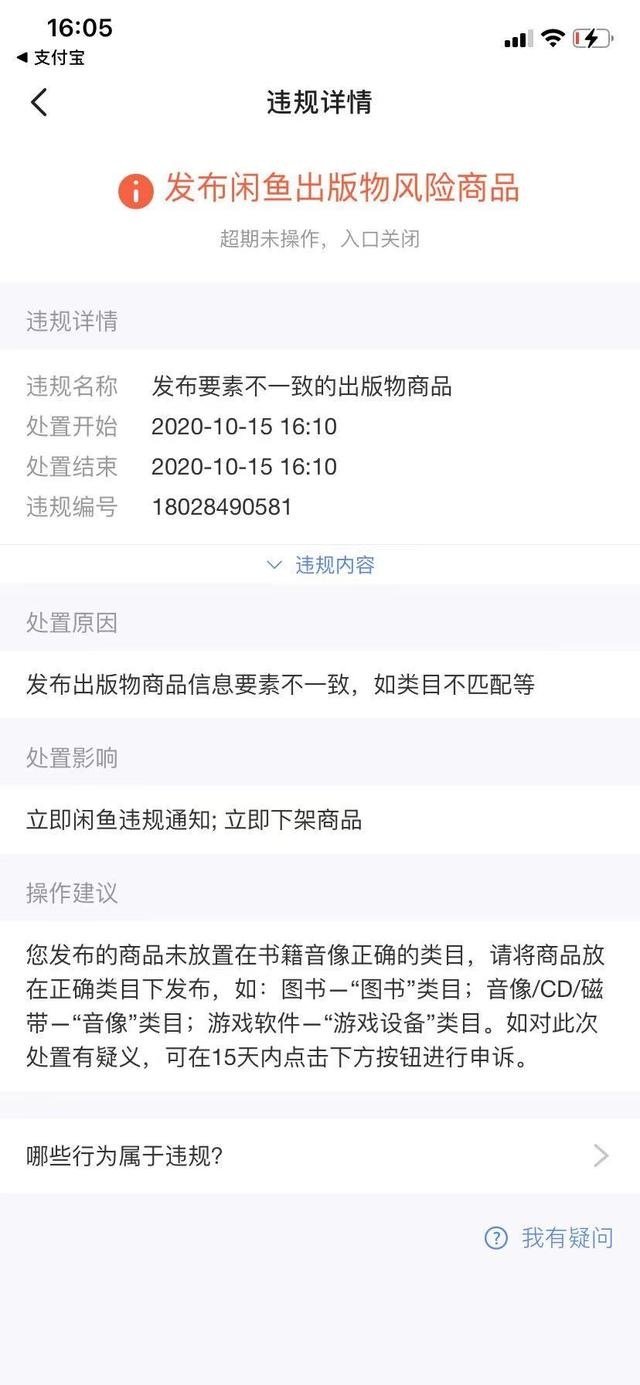 16:05
支付宝
违规详情
发布闲鱼出版物风险商品
超期未操作，入口关闭
违规详情
违规名称 发布要素不一致的出版物商品
处置开始 2020-10-15 16:10
处置结束 2020-10-15 16:10
违规编号 18028490581
违规内容
处置原因
发布出版物商品信息要素不一致，如类目不匹配等
处置影响
立即闲鱼违规通知; 立即下架商品
操作建议
您发布的商品未放置在书籍音像正确的类目，请将商品放
在正确类目下发布，如：图书—“图书”类目；音像/CD/磁
带—“音像”类目；游戏软件—“游戏设备”类目。如对此次
处置有疑义，可在15天内点击下方按钮进行申诉。
哪些行为属于违规?
我有疑问